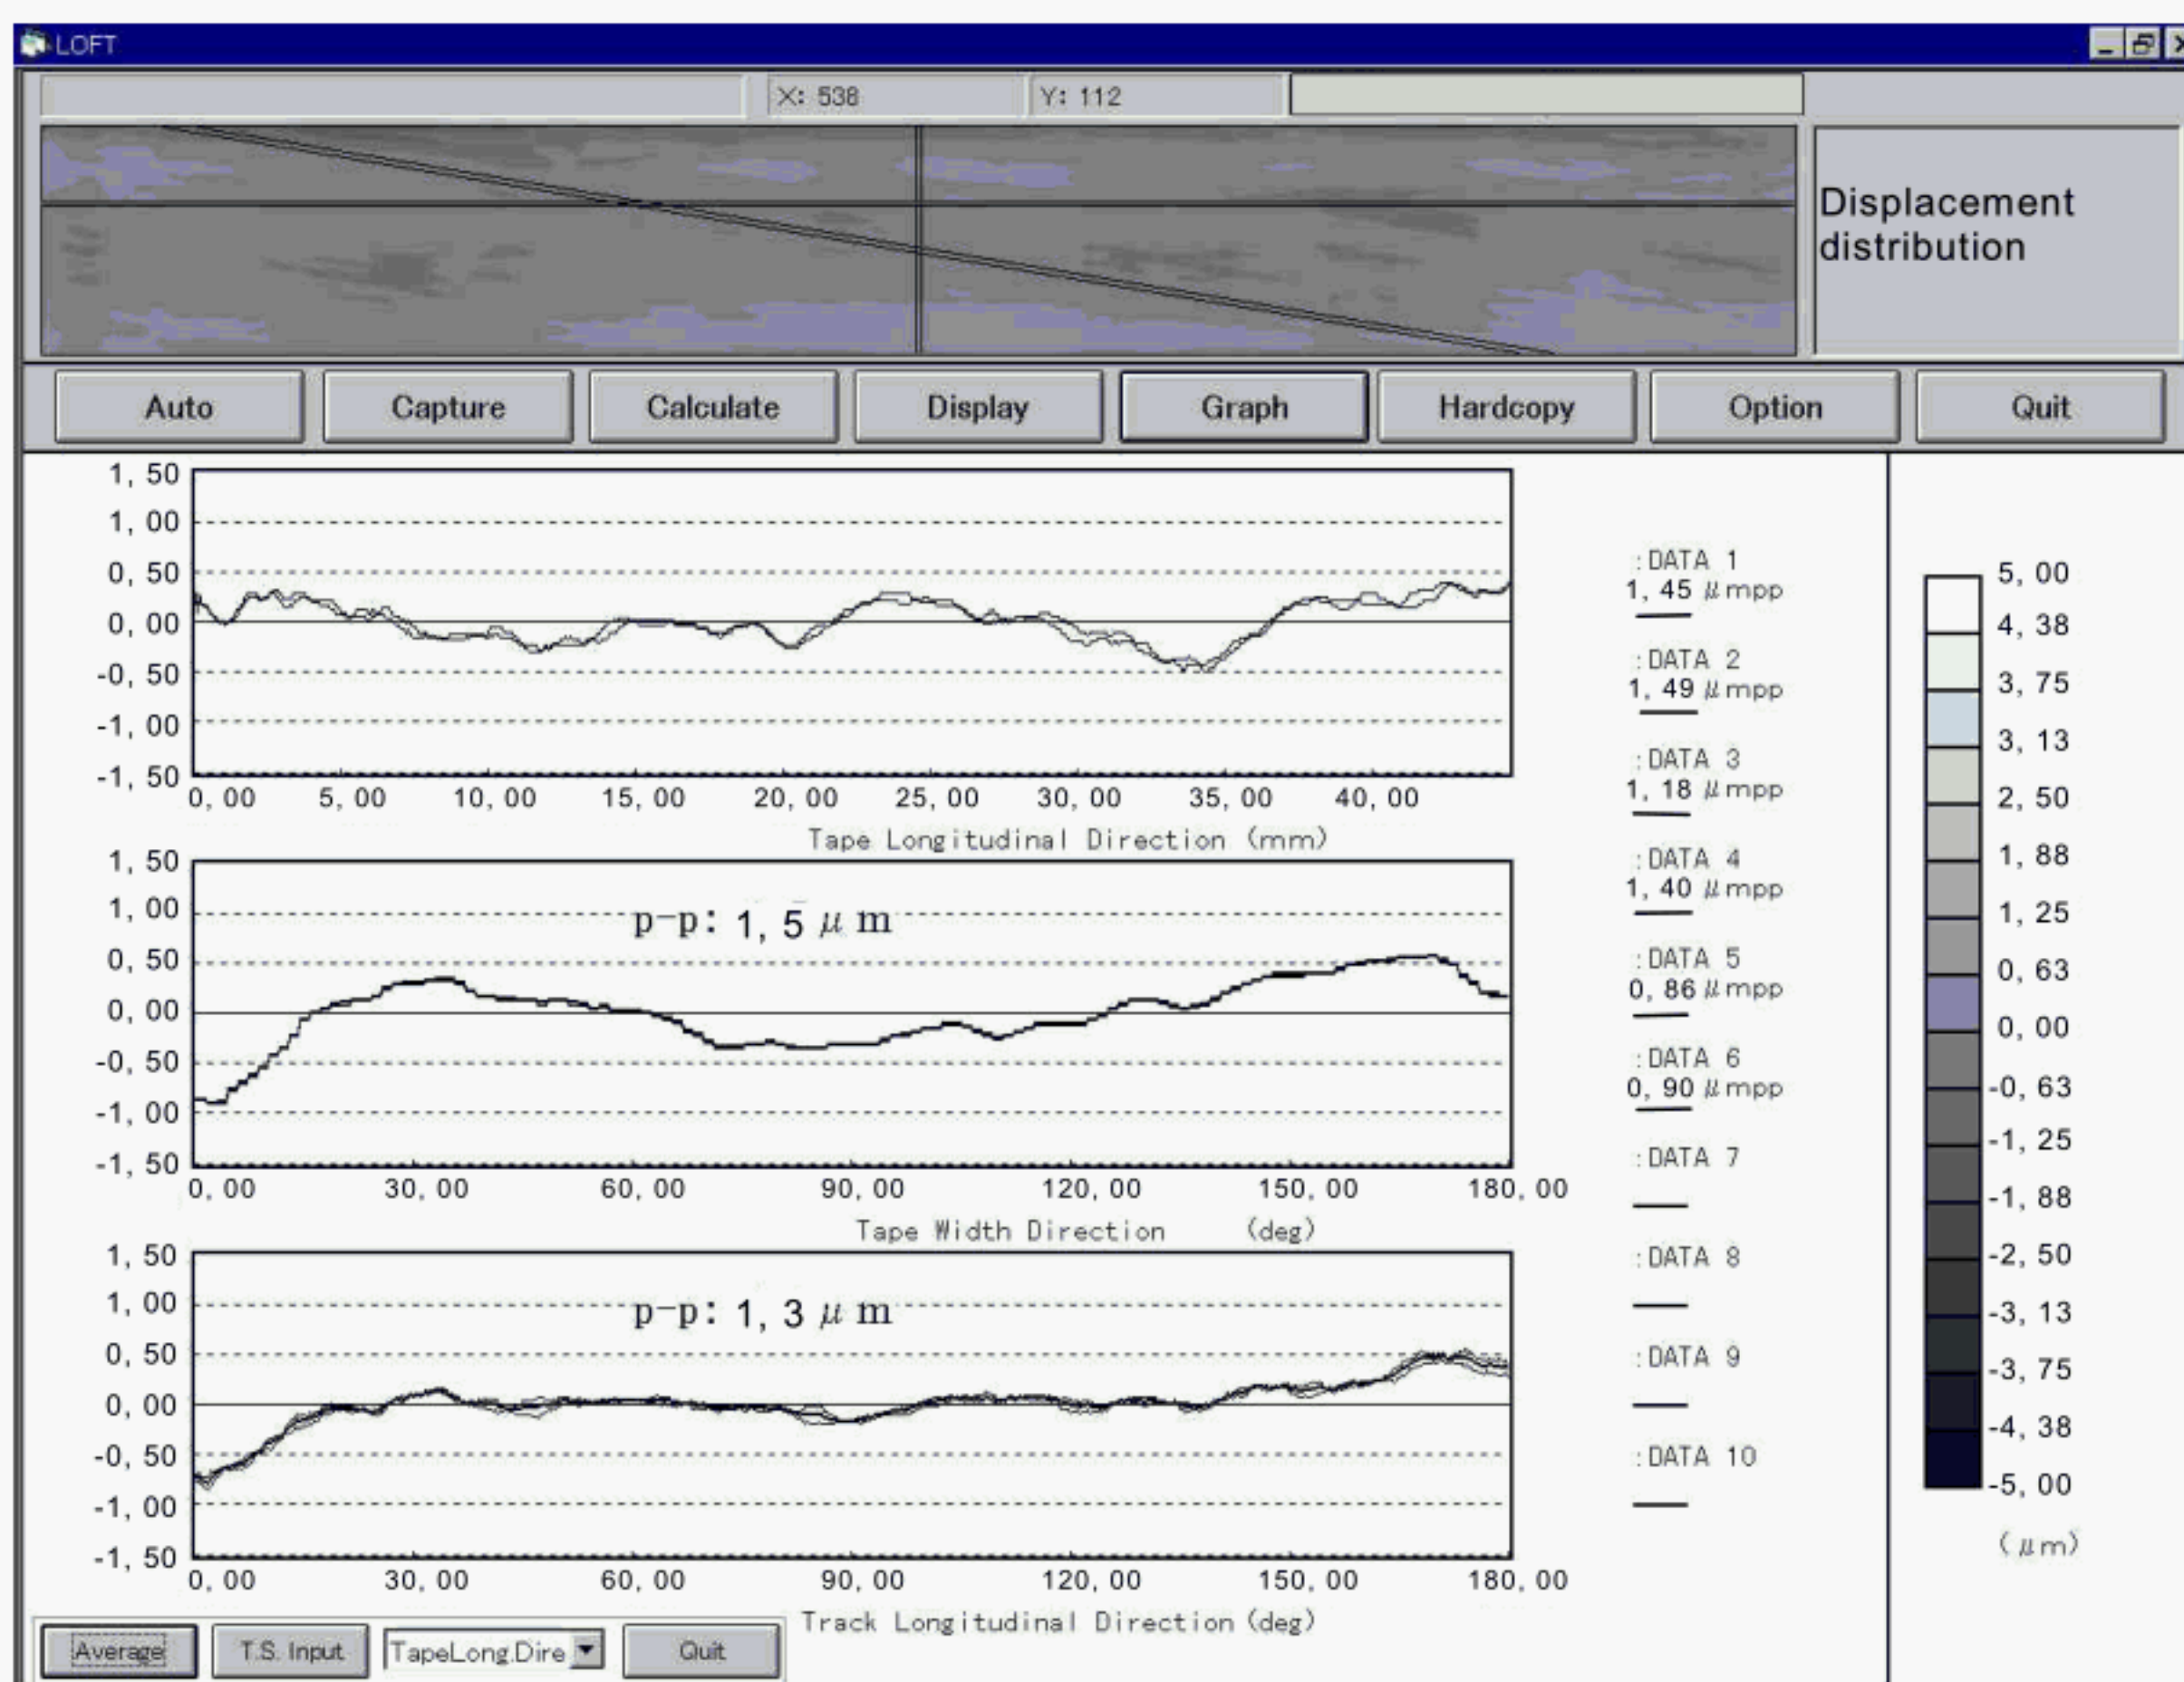 LOFT
X: 538 Y: 112
Displacement
distribution
Auto Capture Calculate Display Graph Hardcopy Option Quit
1, 50
1, 00
0, 50
0, 00
-0, 50
-1, 00
-1, 50
0, 00 5, 00 10, 00 15, 00 20, 00 25, 00 30, 00 35, 00 40, 00
Tape Longitudinal Direction (mm)
1, 50
1, 00
0, 50
0, 00
-0, 50
-1, 00
-1, 50
p-p: 1, 5 μm
0, 00 30, 00 60, 00 90, 00 120, 00 150, 00 180, 00
Tape Width Direction (deg)
1, 50
1, 00
0, 50
0, 00
-0, 50
-1, 00
-1, 50
p-p: 1, 3 μm
0, 00 30, 00 60, 00 90, 00 120, 00 150, 00 180, 00
Track Longitudinal Direction (deg)
:DATA 1
1, 45 μmpp
:DATA 2
1, 49 μmpp
:DATA 3
1, 18 μmpp
:DATA 4
1, 40 μmpp
:DATA 5
0, 86 μmpp
:DATA 6
0, 90 μmpp
:DATA 7
:DATA 8
:DATA 9
:DATA 10
5, 00
4, 38
3, 75
3, 13
2, 50
1, 88
1, 25
0, 63
0, 00
-0, 63
-1, 25
-1, 88
-2, 50
-3, 13
-3, 75
-4, 38
-5, 00
(μm)
Average T.S. Input TapeLong.Dire Quit